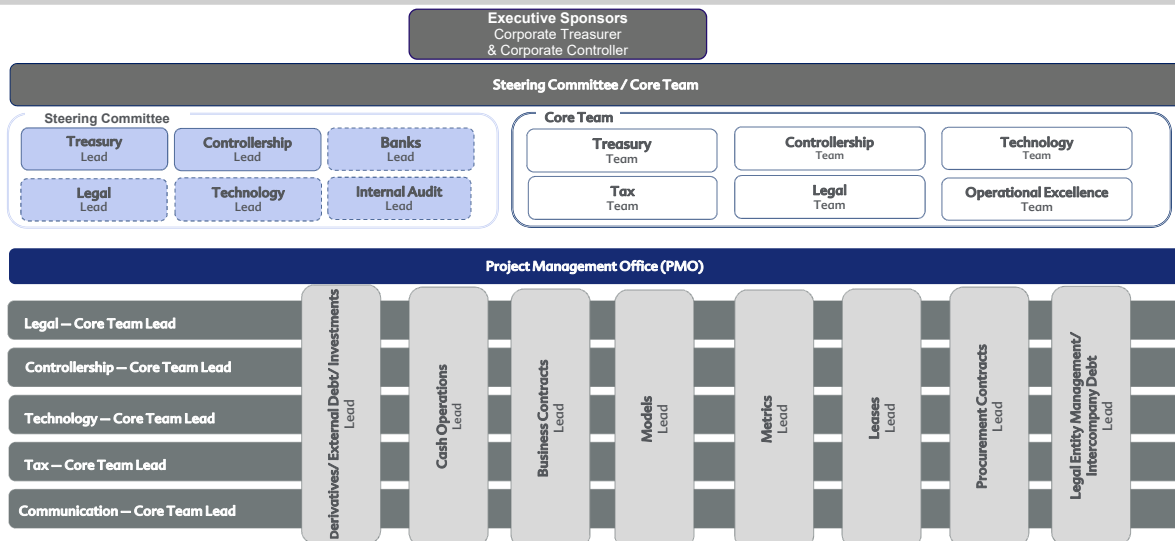 Executive Sponsors
Corporate Treasurer
& Corporate Controller
Steering Committee / Core Team
Steering Committee
Treasury
Lead
Controllership
Lead
Banks
Lead
Legal
Lead
Technology
Lead
Internal Audit
Lead
Core Team
Treasury
Team
Controllership
Team
Technology
Team
Tax
Team
Legal
Team
Operational Excellence
Team
Project Management Office (PMO)
Legal – Core Team Lead
Controllership – Core Team Lead
Technology – Core Team Lead
Tax – Core Team Lead
Communication – Core Team Lead
Derivatives/ External Debt/ Investments
Lead
Cash Operations
Lead
Business Contracts
Lead
Models
Lead
Metrics
Lead
Leases
Lead
Procurement Contracts
Lead
Legal Entity Management/
Intercompany Debt
Lead